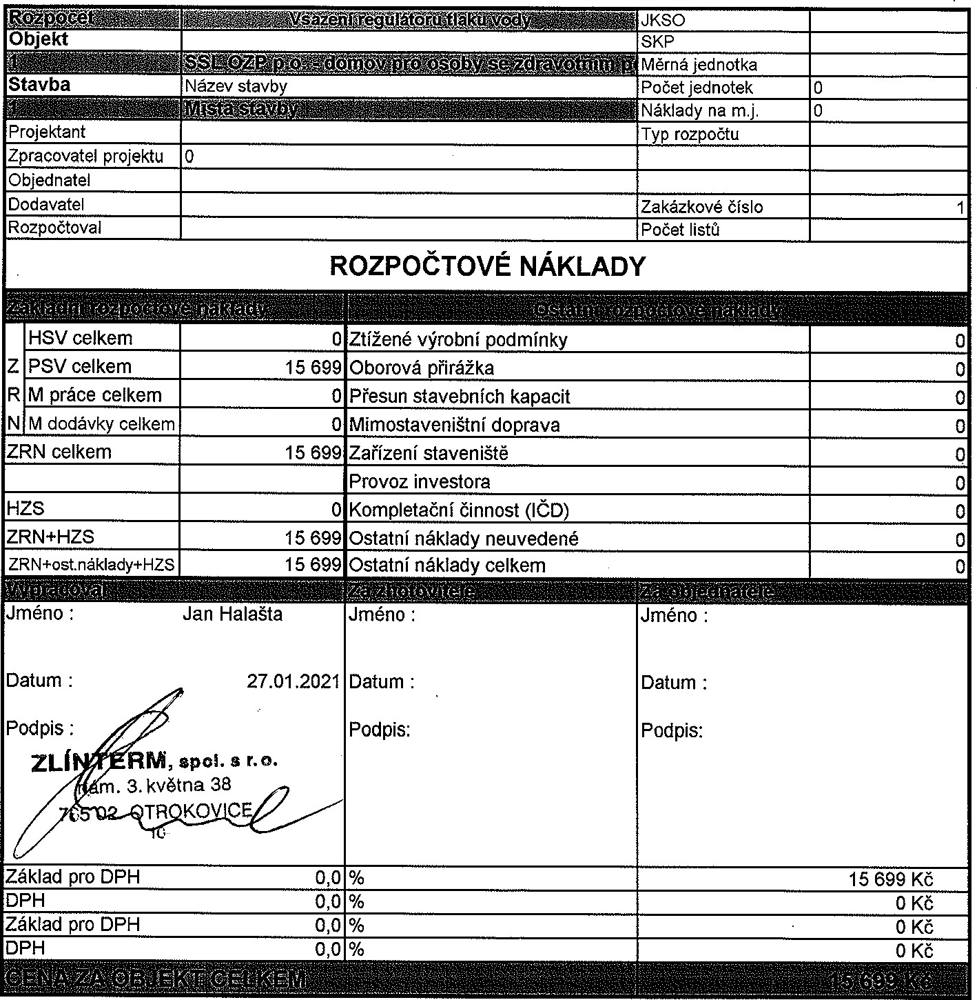 Rozpočet Vsazení regulátoru tlaku vody JKSO
Objekt SKP
1 SSL OZP p.o. - domov pro osoby se zdravotním p Měrná jednotka
Stavba Název stavby Počet jednotek 0
1 Místa stavby Náklady na m.j. 0
Projektant Typ rozpočtu
Zpracovatel projektu 0
Objednatel
Dodavatel Zakázkové číslo 1
Rozpočtoval Počet listů
ROZPOČTOVÉ NÁKLADY
Základní rozpočtové náklady Ostatní rozpočtové náklady
HSV celkem 0 Ztížené výrobní podmínky 0
Z PSV celkem 15 699 Oborová přirážka 0
R M práce celkem 0 Přesun stavebních kapacit 0
N M dodávky celkem 0 Mimostaveništní doprava 0
ZRN celkem 15 699 Zařízení staveniště 0
Provoz investora 0
HZS 0 Kompletační činnost (IČD) 0
ZRN+HZS 15 699 Ostatní náklady neuvedené 0
ZRN+ost.náklady+HZS 15 699 Ostatní náklady celkem 0
Vypracoval Za zhotovitele Za objednatele
Jméno : Jan Halašta Jméno : Jméno :
Datum : 27.01.2021 Datum : Datum :
Podpis : Podpis: Podpis:
ZLÍNTERM, spol. s r.o.
nám. 3. května 38
765 02 OTROKOVICE
10
Základ pro DPH 0,0 % 15 699 Kč
DPH 0,0 % 0 Kč
Základ pro DPH 0,0 % 0 Kč
DPH 0,0 % 0 Kč
CENA ZA OBJEKT CELKEM 15 699 Kč